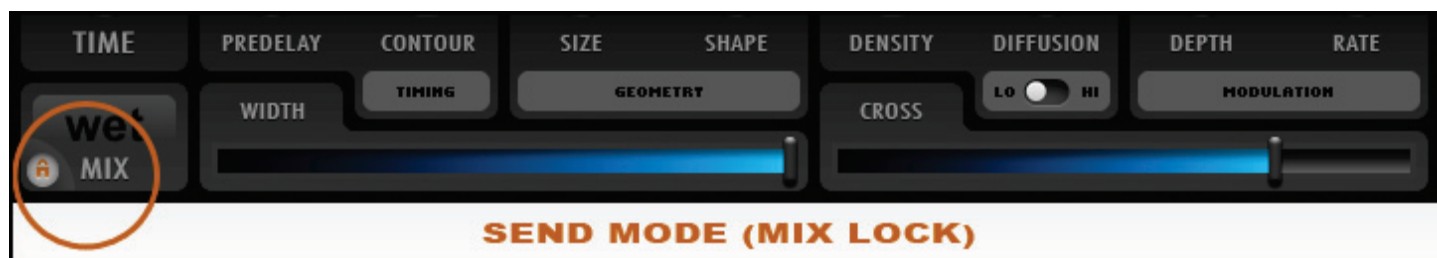 TIME PREDELAY CONTOUR SIZE SHAPE DENSITY DIFFUSION DEPTH RATE
TIMING GEOMETRY LO HI MODULATION
wet WIDTH CROSS
MIX
SEND MODE (MIX LOCK)